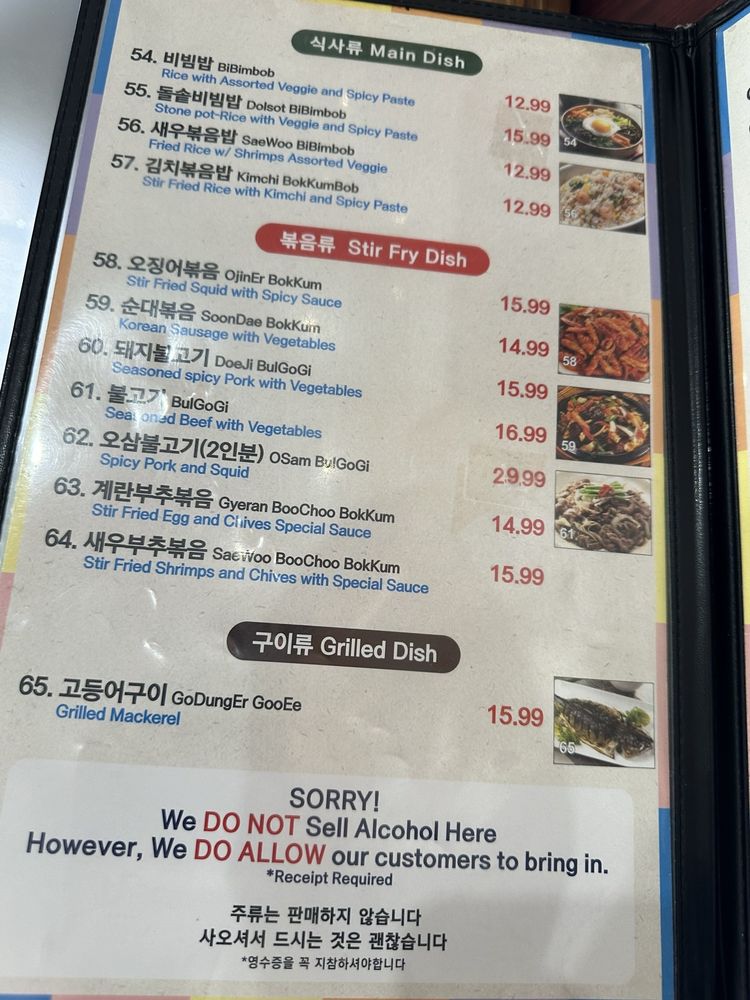 식사류 Main Dish
54. 비빔밥 BiBimbob
Rice with Assorted Veggie and Spicy Paste
12.99
55. 돌솥비빔밥 Dolsot BiBimbob
Stone pot-Rice with Veggie and Spicy Paste
15.99
56. 새우볶음밥 SaeWoo BiBimbob
Fried Rice w/ Shrimps Assorted Veggie
12.99
57. 김치볶음밥 Kimchi BokKumBob
Stir Fried Rice with Kimchi and Spicy Paste
12.99
54
56
볶음류 Stir Fry Dish
58. 오징어볶음 OjinEr BokKum
Stir Fried Squid with Spicy Sauce
15.99
59. 순대볶음 SoonDae BokKum
Korean Sausage with Vegetables
14.99
60. 돼지불고기 DoeJi BulGoGi
Seasoned spicy Pork with Vegetables
15.99
61. 불고기 BulGoGi
Seasoned Beef with Vegetables
16.99
62. 오삼불고기(2인분) OSam BulGoGi
Spicy Pork and Squid
29.99
63. 계란부추볶음 Gyeran BooChoo BokKum
Stir Fried Egg and Chives Special Sauce
14.99
64. 새우부추볶음 SaeWoo BooChoo BokKum
Stir Fried Shrimps and Chives with Special Sauce
15.99
58
59
61
구이류 Grilled Dish
65. 고등어구이 GoDungEr GooEe
Grilled Mackerel
15.99
65
SORRY!
We DO NOT Sell Alcohol Here
However, We DO ALLOW our customers to bring in.
*Receipt Required
주류는 판매하지 않습니다
사오셔서 드시는 것은 괜찮습니다
*영수증을 꼭 지참하셔야합니다